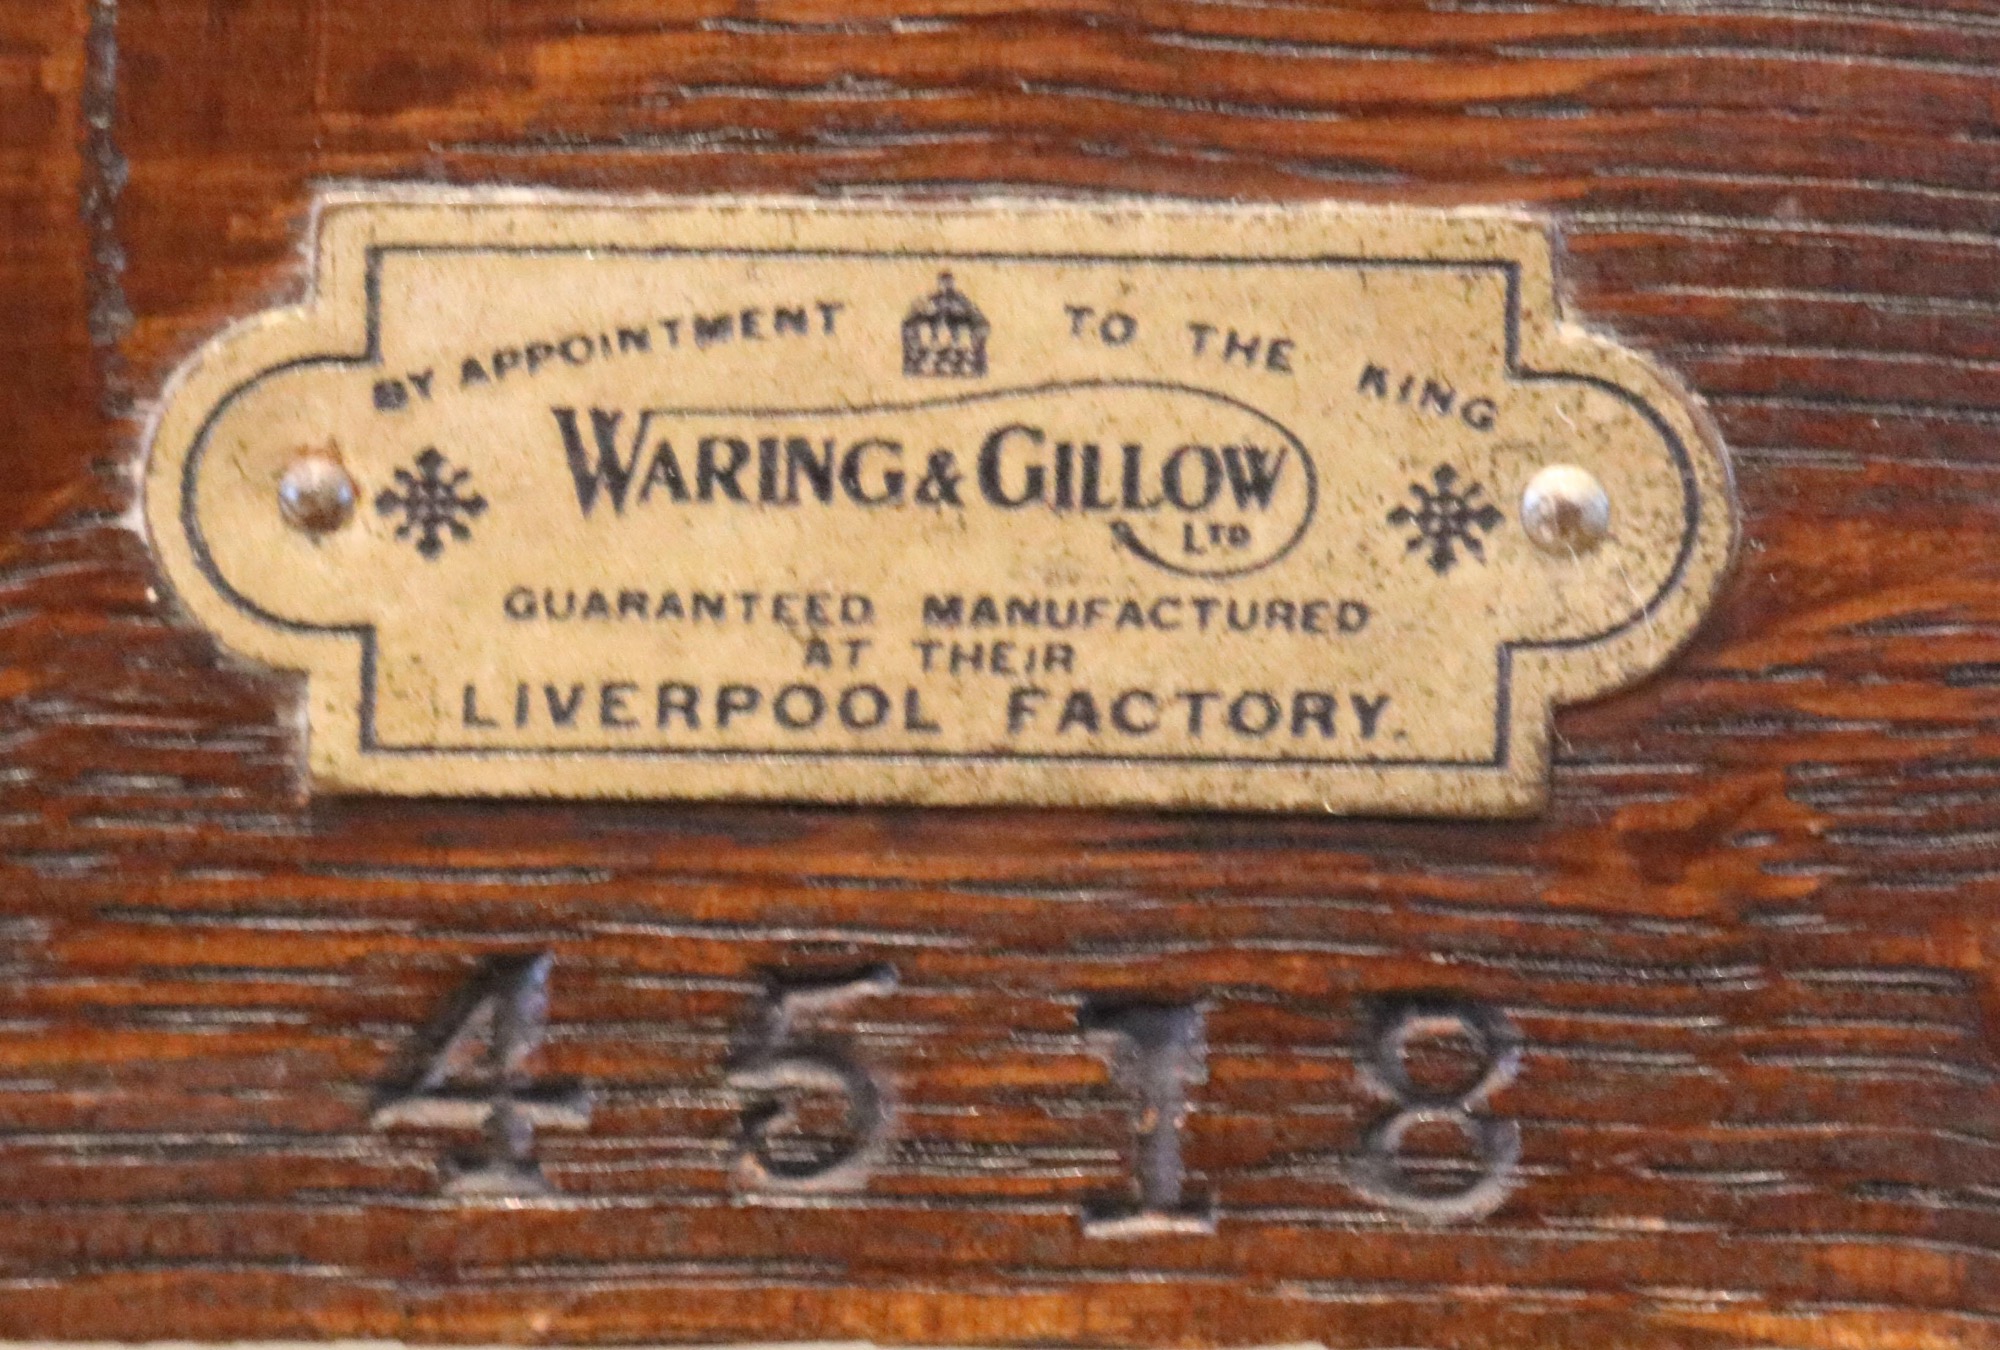 BY APPOINTMENT TO THE KING
WARING & GILLOW
LTD
GUARANTEED MANUFACTURED
AT THEIR
LIVERPOOL FACTORY.
4518